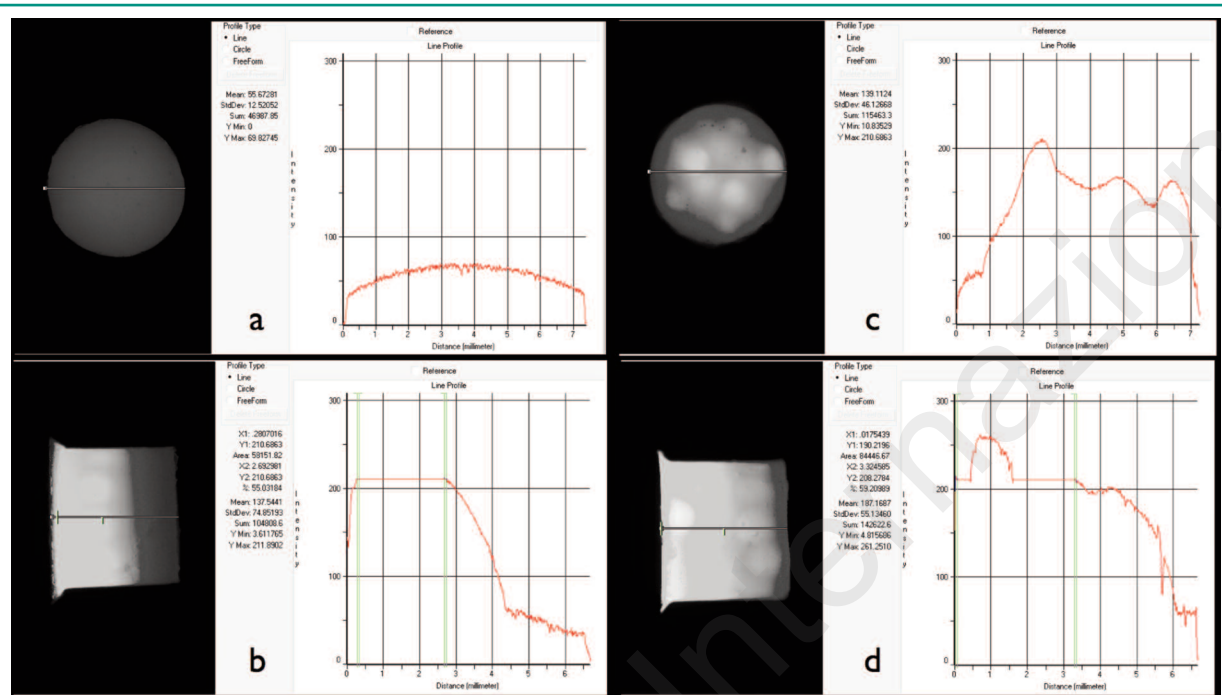 Profile Type
Line
Circle
FreeForm
Mean: 55.67281
StdDev: 12.52052
Sum: 46987.85
Y Min: 0
Y Max: 69.82745
Reference
Line Profile
300
200
100
0
Intensity
1 2 3 4 5 6 7
Distance (millimeter)
a
Profile Type
Line
Circle
FreeForm
Mean: 139.1124
StdDev: 46.12668
Sum: 115463.3
Y Min: 10.83529
Y Max: 210.6863
Reference
Line Profile
300
200
100
0
Intensity
1 2 3 4 5 6 7
Distance (millimeter)
c
Profile Type
Line
Circle
FreeForm
X1: .2807016
Y1: 210.6863
Area: 58151.82
X2: 2.692981
Y2: 210.6863
%: 55.03184
Mean: 137.5441
StdDev: 74.85193
Sum: 104808.6
Y Min: 3.611765
Y Max: 211.8902
Reference
Line Profile
300
200
100
0
Intensity
1 2 3 4 5 6
Distance (millimeter)
b
Profile Type
Line
Circle
FreeForm
X1: .0175439
Y1: 190.2196
Area: 84446.67
X2: 3.324585
Y2: 208.2784
%: 59.20989
Mean: 187.1687
StdDev: 55.13460
Sum: 142622.6
Y Min: 4.815686
Y Max: 261.2510
Reference
Line Profile
300
200
100
0
Intensity
1 2 3 4 5 6
Distance (millimeter)
d
Internazion